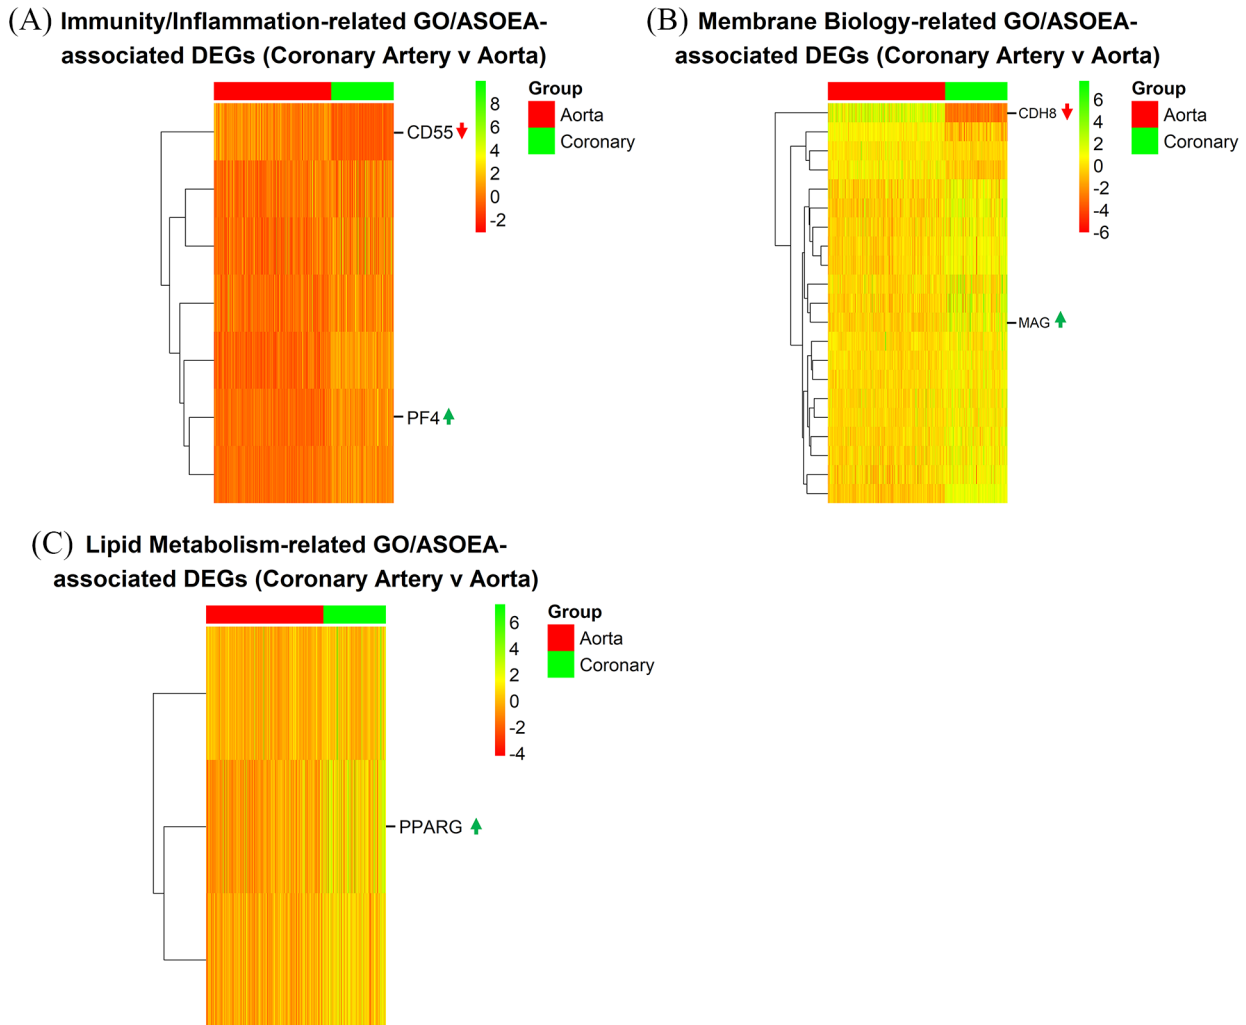 (A) Immunity/Inflammation-related GO/ASOEA-
associated DEGs (Coronary Artery v Aorta)
Group
Aorta
Coronary
8
6
4
2
0
-2
CD55
PF4
(B) Membrane Biology-related GO/ASOEA-
associated DEGs (Coronary Artery v Aorta)
Group
Aorta
Coronary
6
4
2
0
-2
-4
-6
CDH8
MAG
(C) Lipid Metabolism-related GO/ASOEA-
associated DEGs (Coronary Artery v Aorta)
Group
Aorta
Coronary
6
4
2
0
-2
-4
PPARG